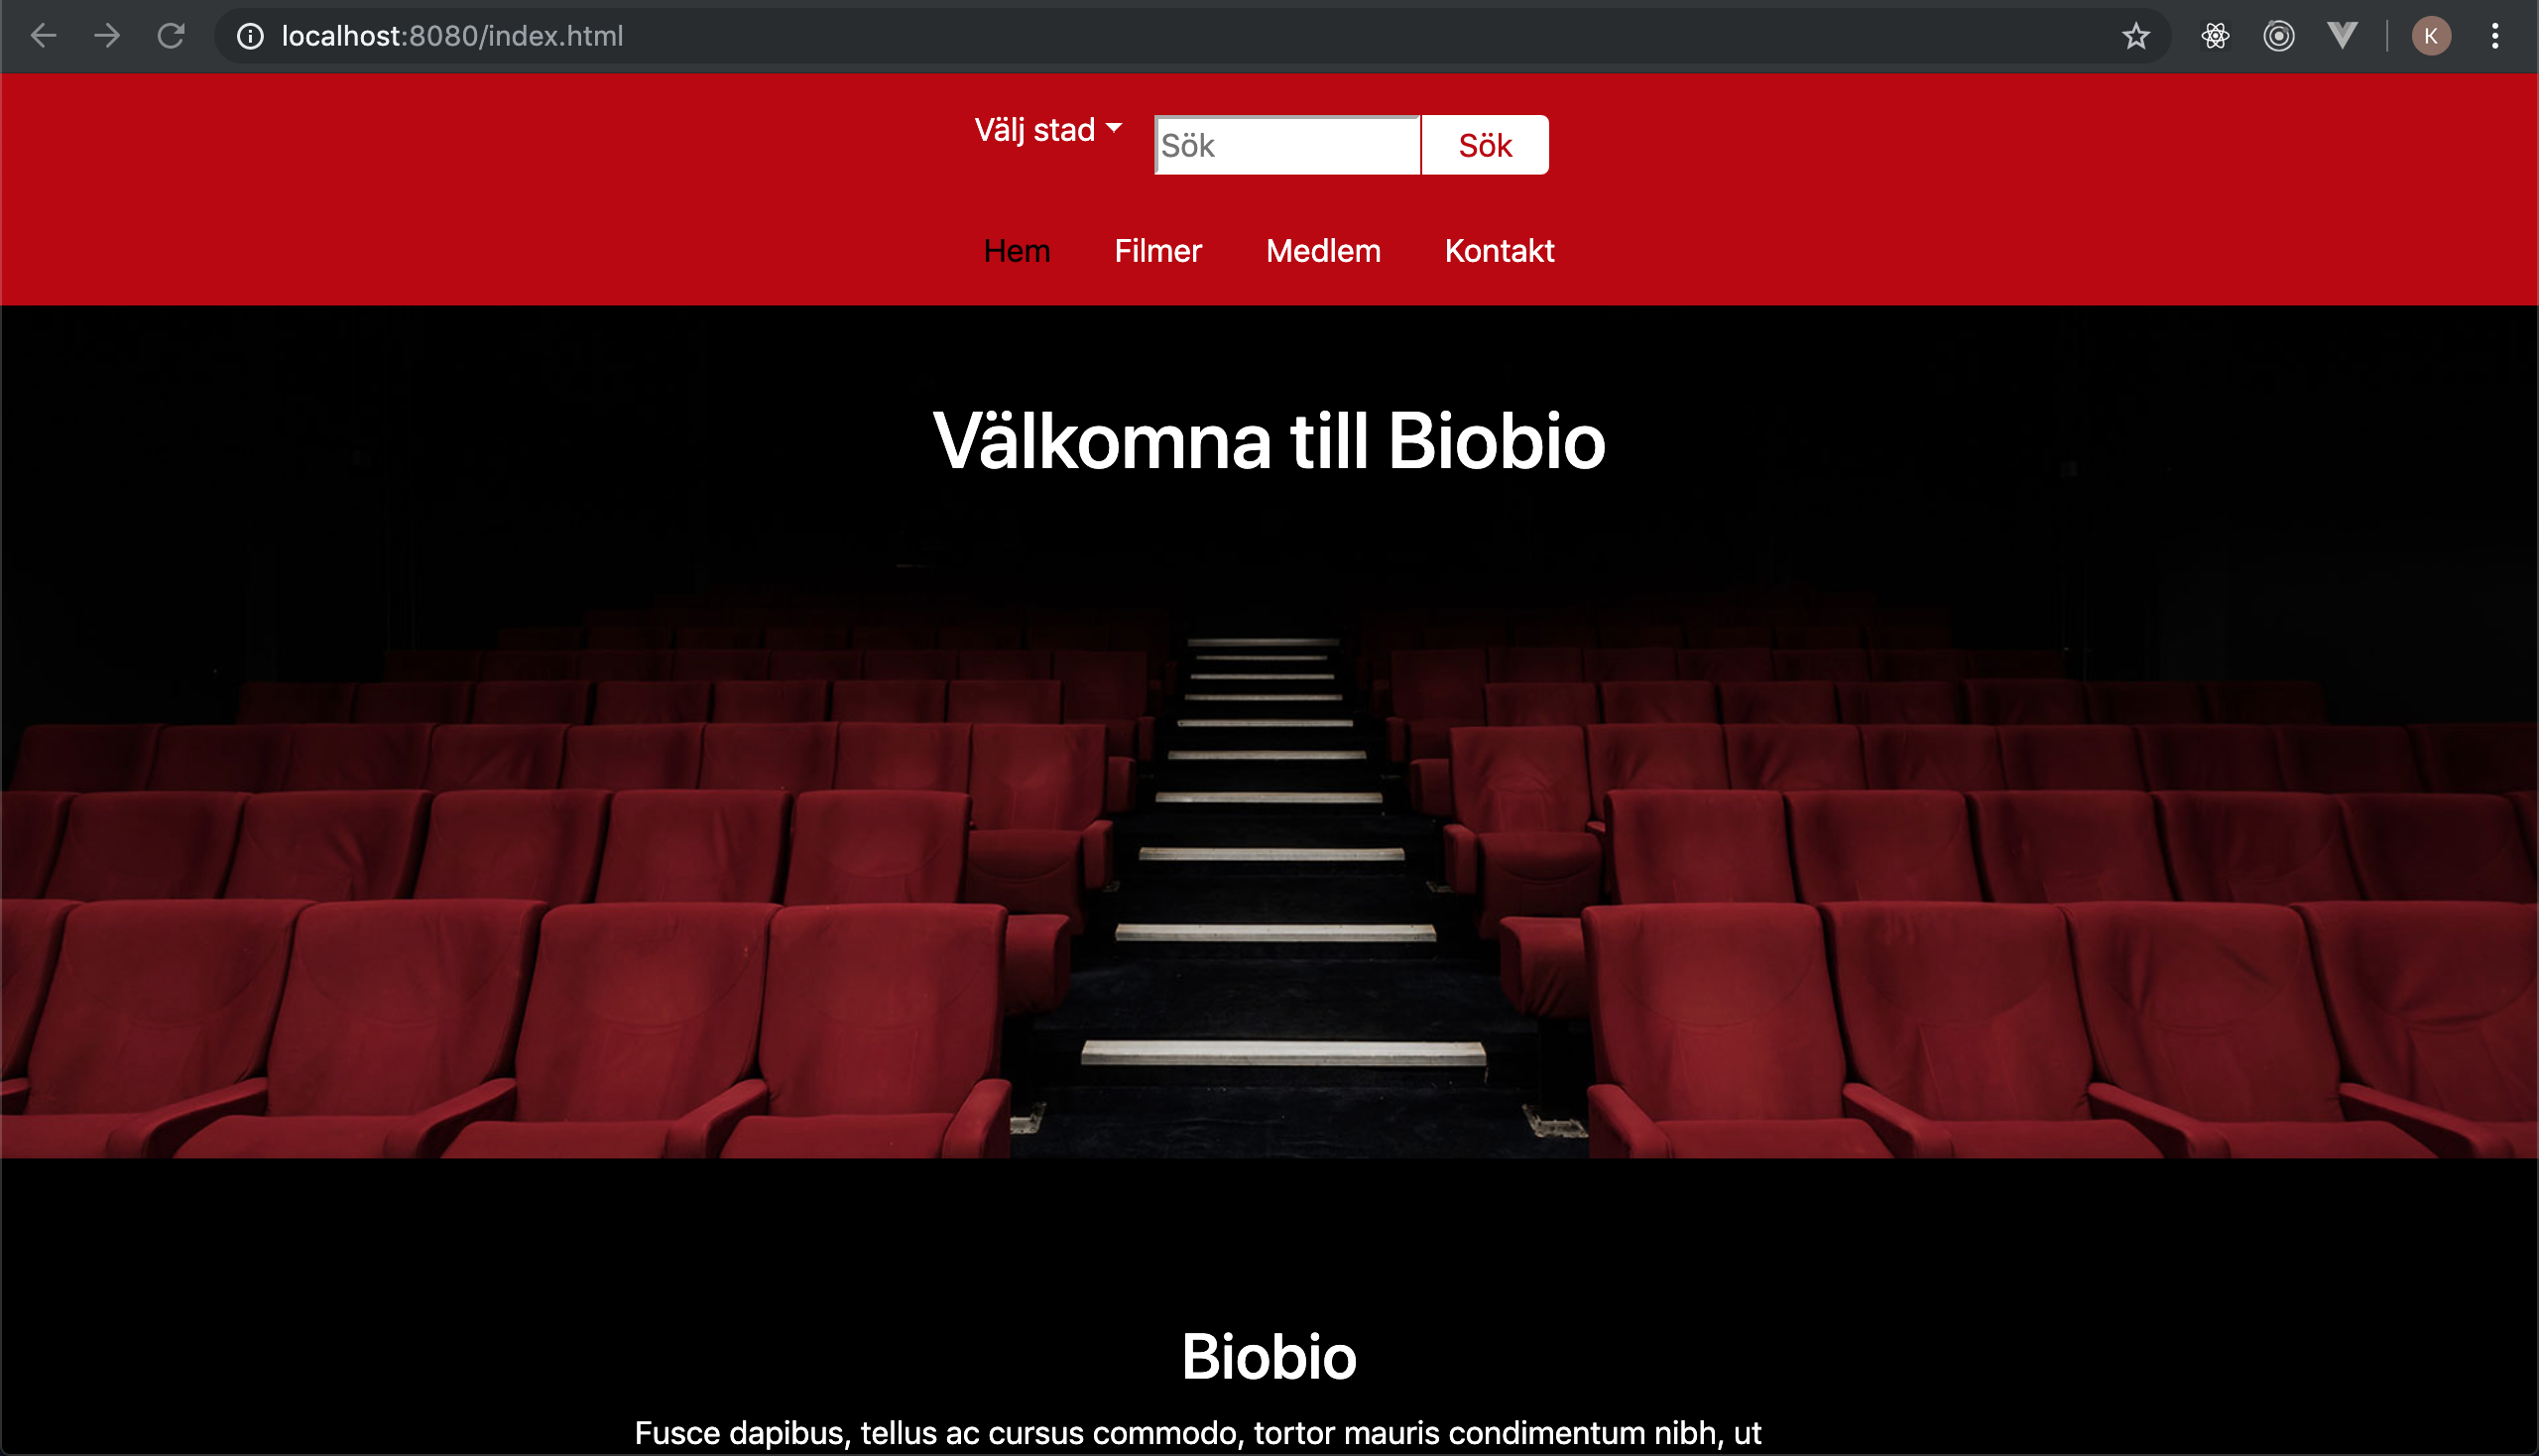 localhost:8080/index.html
K
Välj stad
Sök
Sök
Hem Filmer Medlem Kontakt
Välkomna till Biobio
Biobio
Fusce dapibus, tellus ac cursus commodo, tortor mauris condimentum nibh, ut